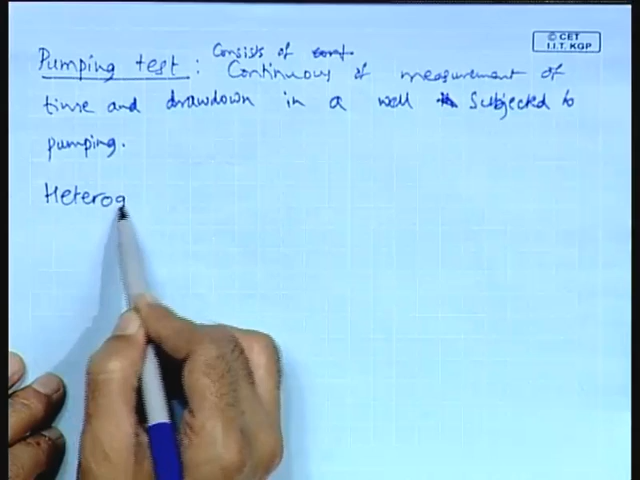 © CET
I.I.T. KGP
Consists of
Pumping test : Continuous of measurement of
time and drawdown in a well subjected to
pumping.
Heterog